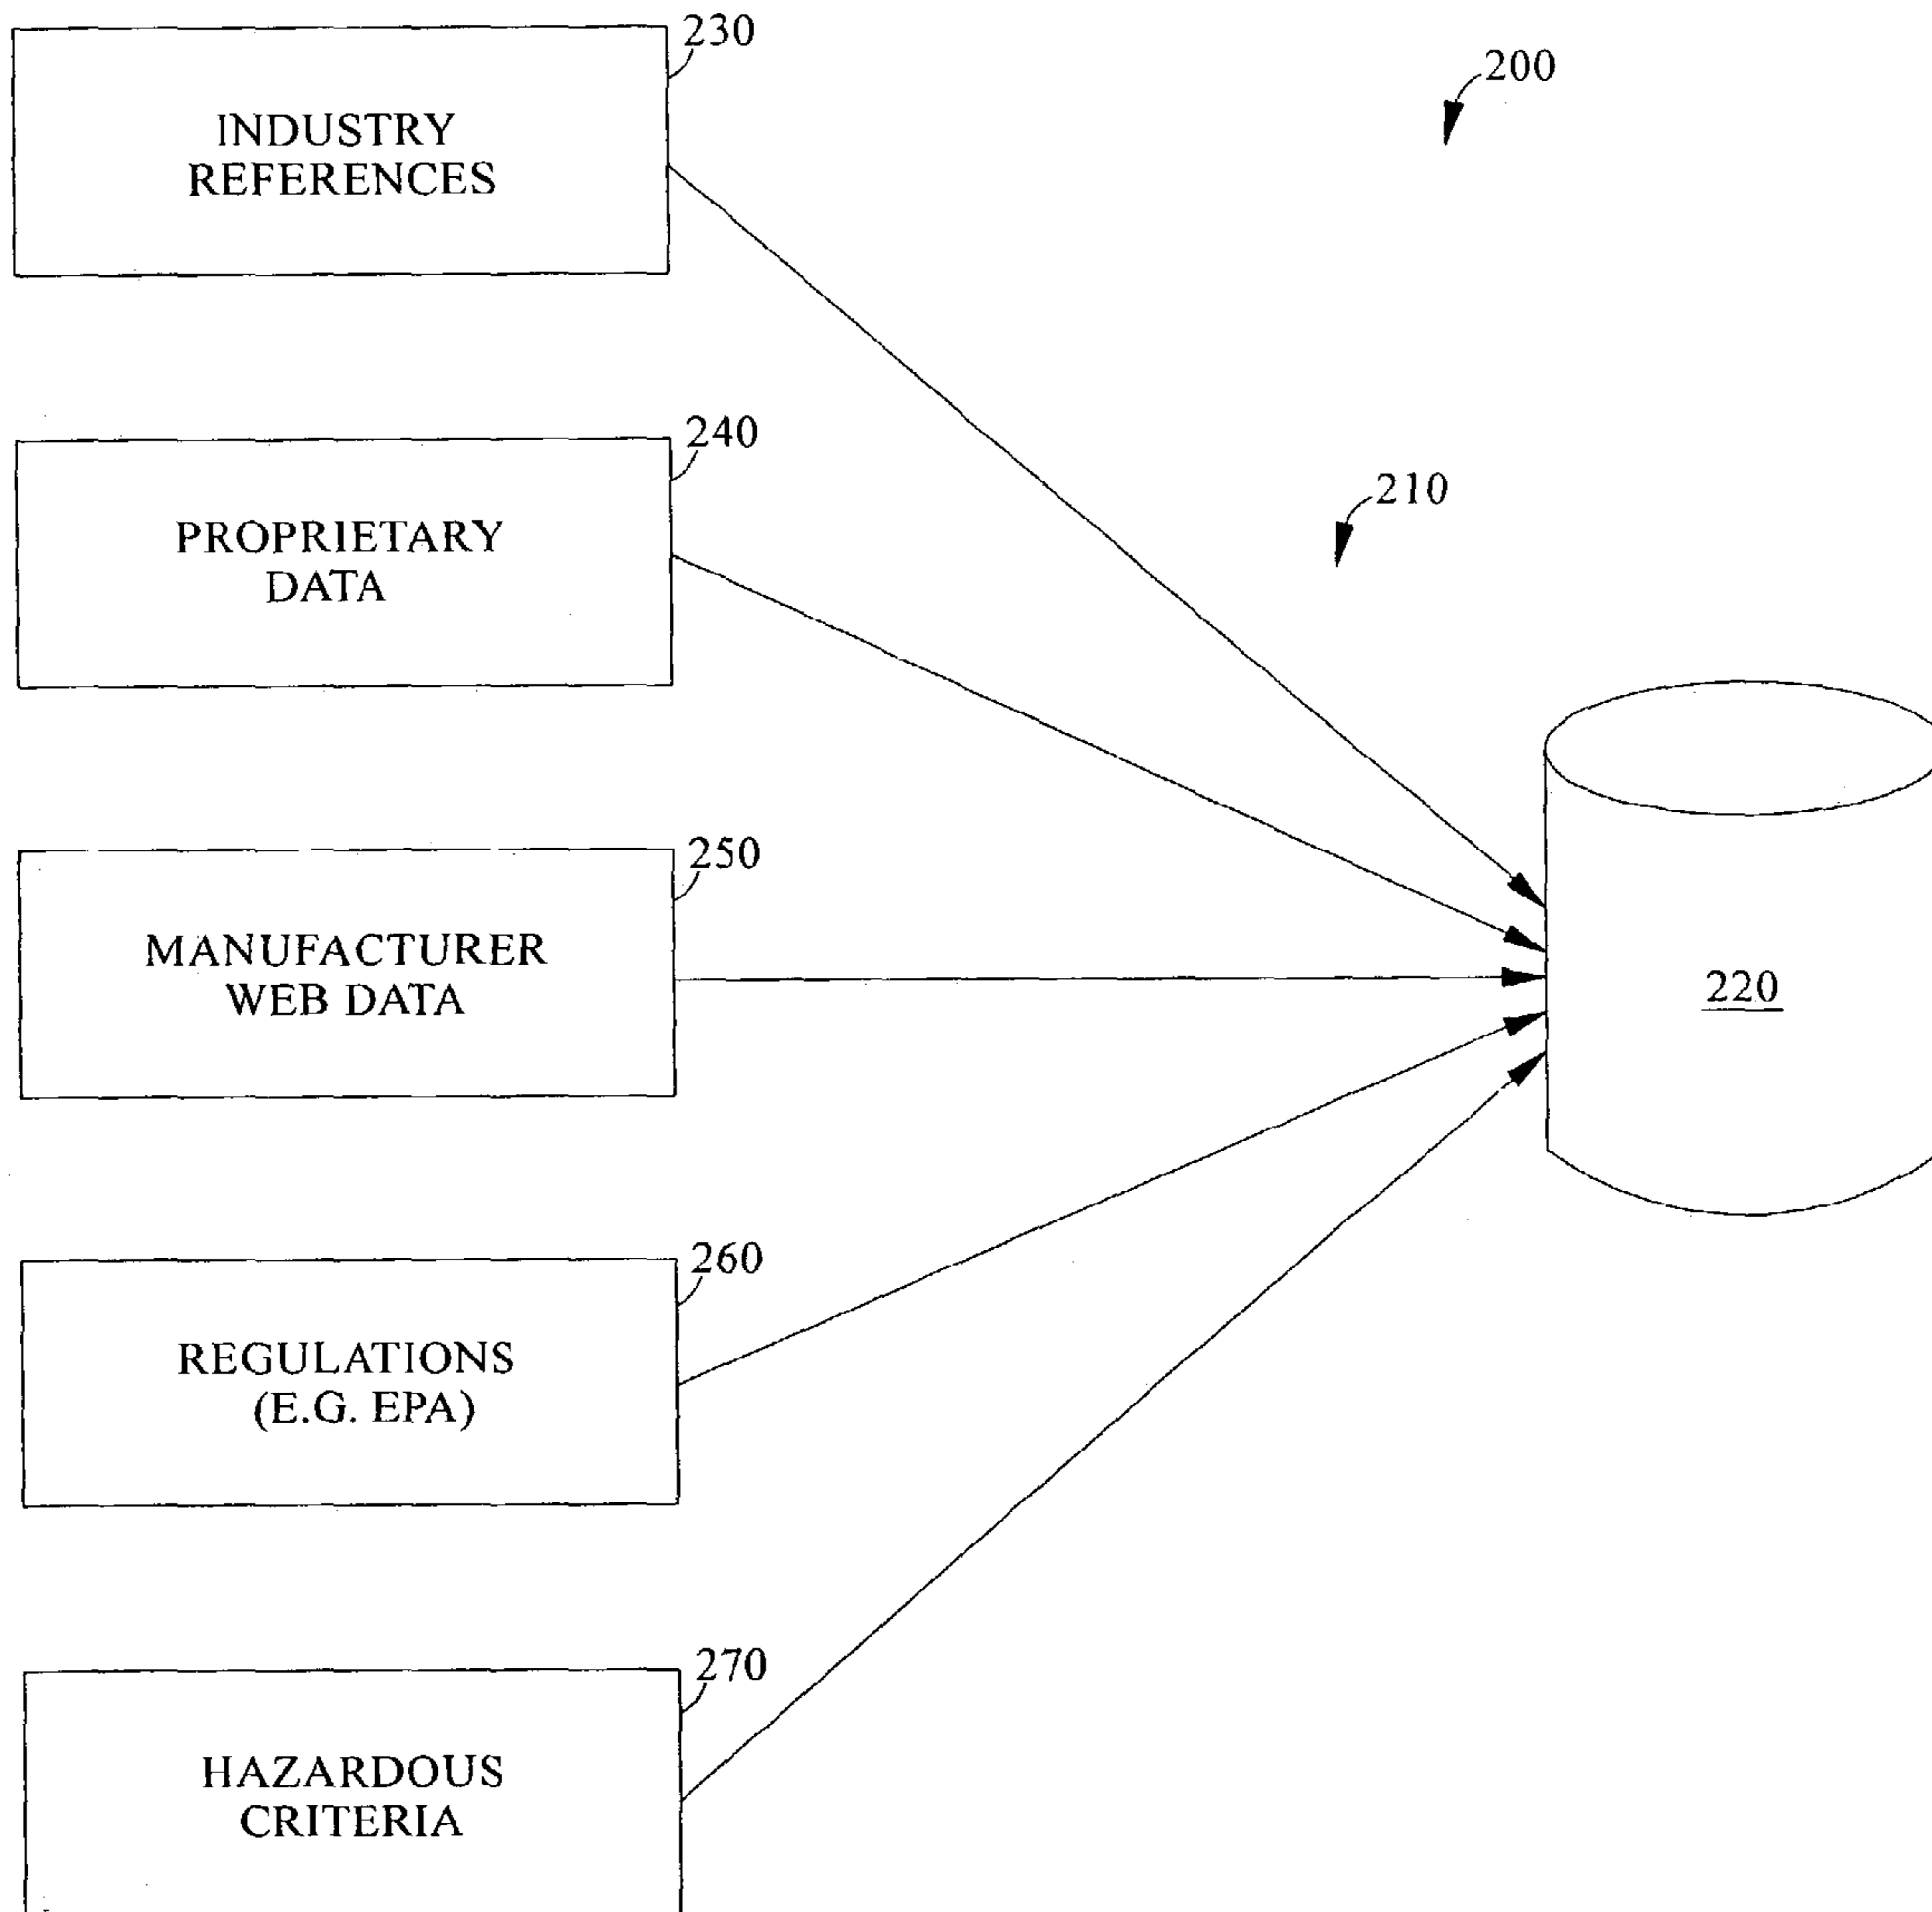 230
200
INDUSTRY
REFERENCES
240
210
PROPRIETARY
DATA
250
MANUFACTURER
WEB DATA
220
260
REGULATIONS
(E.G. EPA)
270
HAZARDOUS
CRITERIA